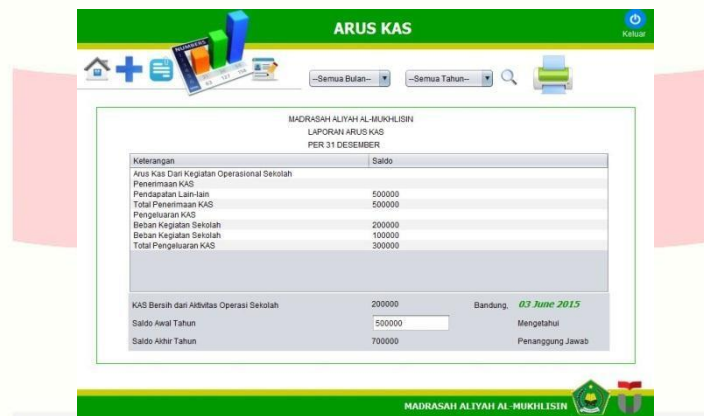 ARUS KAS
Keluar
NUMBERS
--Semua Bulan--
--Semua Tahun--
MADRASAH ALIYAH AL-MUKHLISIN
LAPORAN ARUS KAS
PER 31 DESEMBER
Keterangan Saldo
Arus Kas Dari Kegiatan Operasional Sekolah
Penerimaan KAS
Pendapatan Lain-lain 500000
Total Penerimaan KAS 500000
Pengeluaran KAS
Beban Kegiatan Sekolah 200000
Beban Kegiatan Sekolah 100000
Total Pengeluaran KAS 300000
KAS Bersih dari Aktivitas Operasi Sekolah 200000 Bandung, 03 June 2015
Saldo Awal Tahun 500000 Mengetahui
Saldo Akhir Tahun 700000 Penanggung Jawab
MADRASAH ALIYAH AL-MUKHLISIN